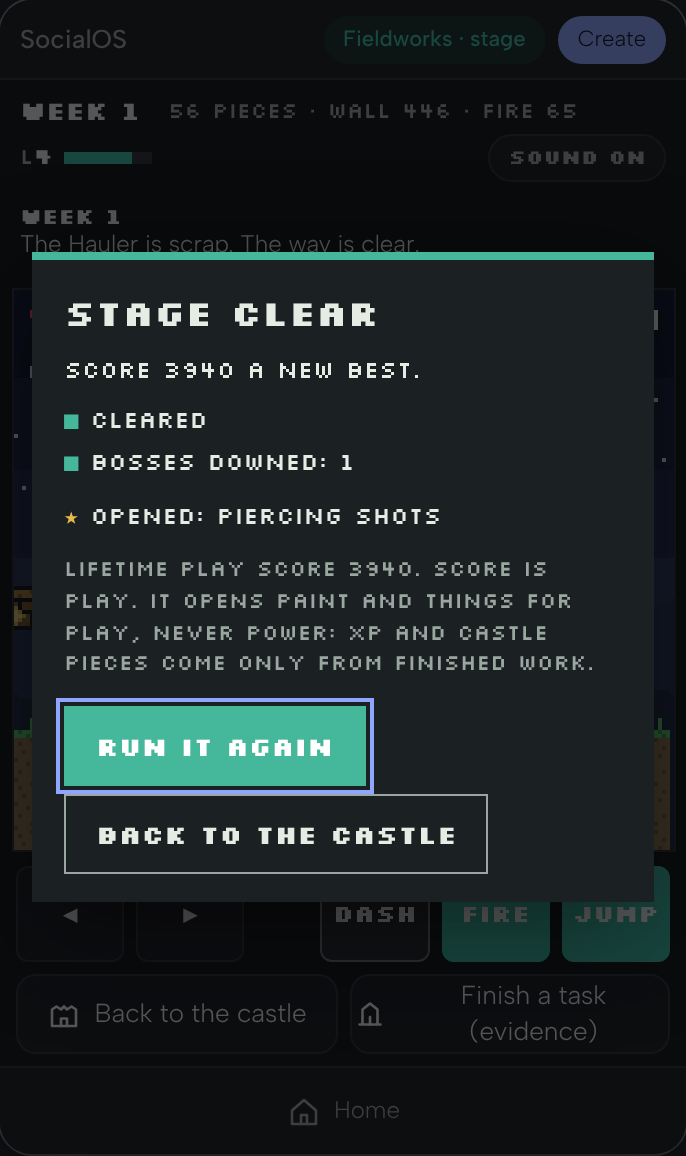 SocialOS
Fieldworks · stage
Create
WEEK 1
56 PIECES · WALL 446 · FIRE 65
L4
SOUND ON
WEEK 1
The Hauler is scrap. The way is clear.
STAGE CLEAR
SCORE 3940 A NEW BEST.
CLEARED
BOSSES DOWNED: 1
OPENED: PIERCING SHOTS
LIFETIME PLAY SCORE 3940. SCORE IS
PLAY. IT OPENS PAINT AND THINGS FOR
PLAY, NEVER POWER: XP AND CASTLE
PIECES COME ONLY FROM FINISHED WORK.
RUN IT AGAIN
BACK TO THE CASTLE
DASH
FIRE
JUMP
Back to the castle
Finish a task
(evidence)
Home